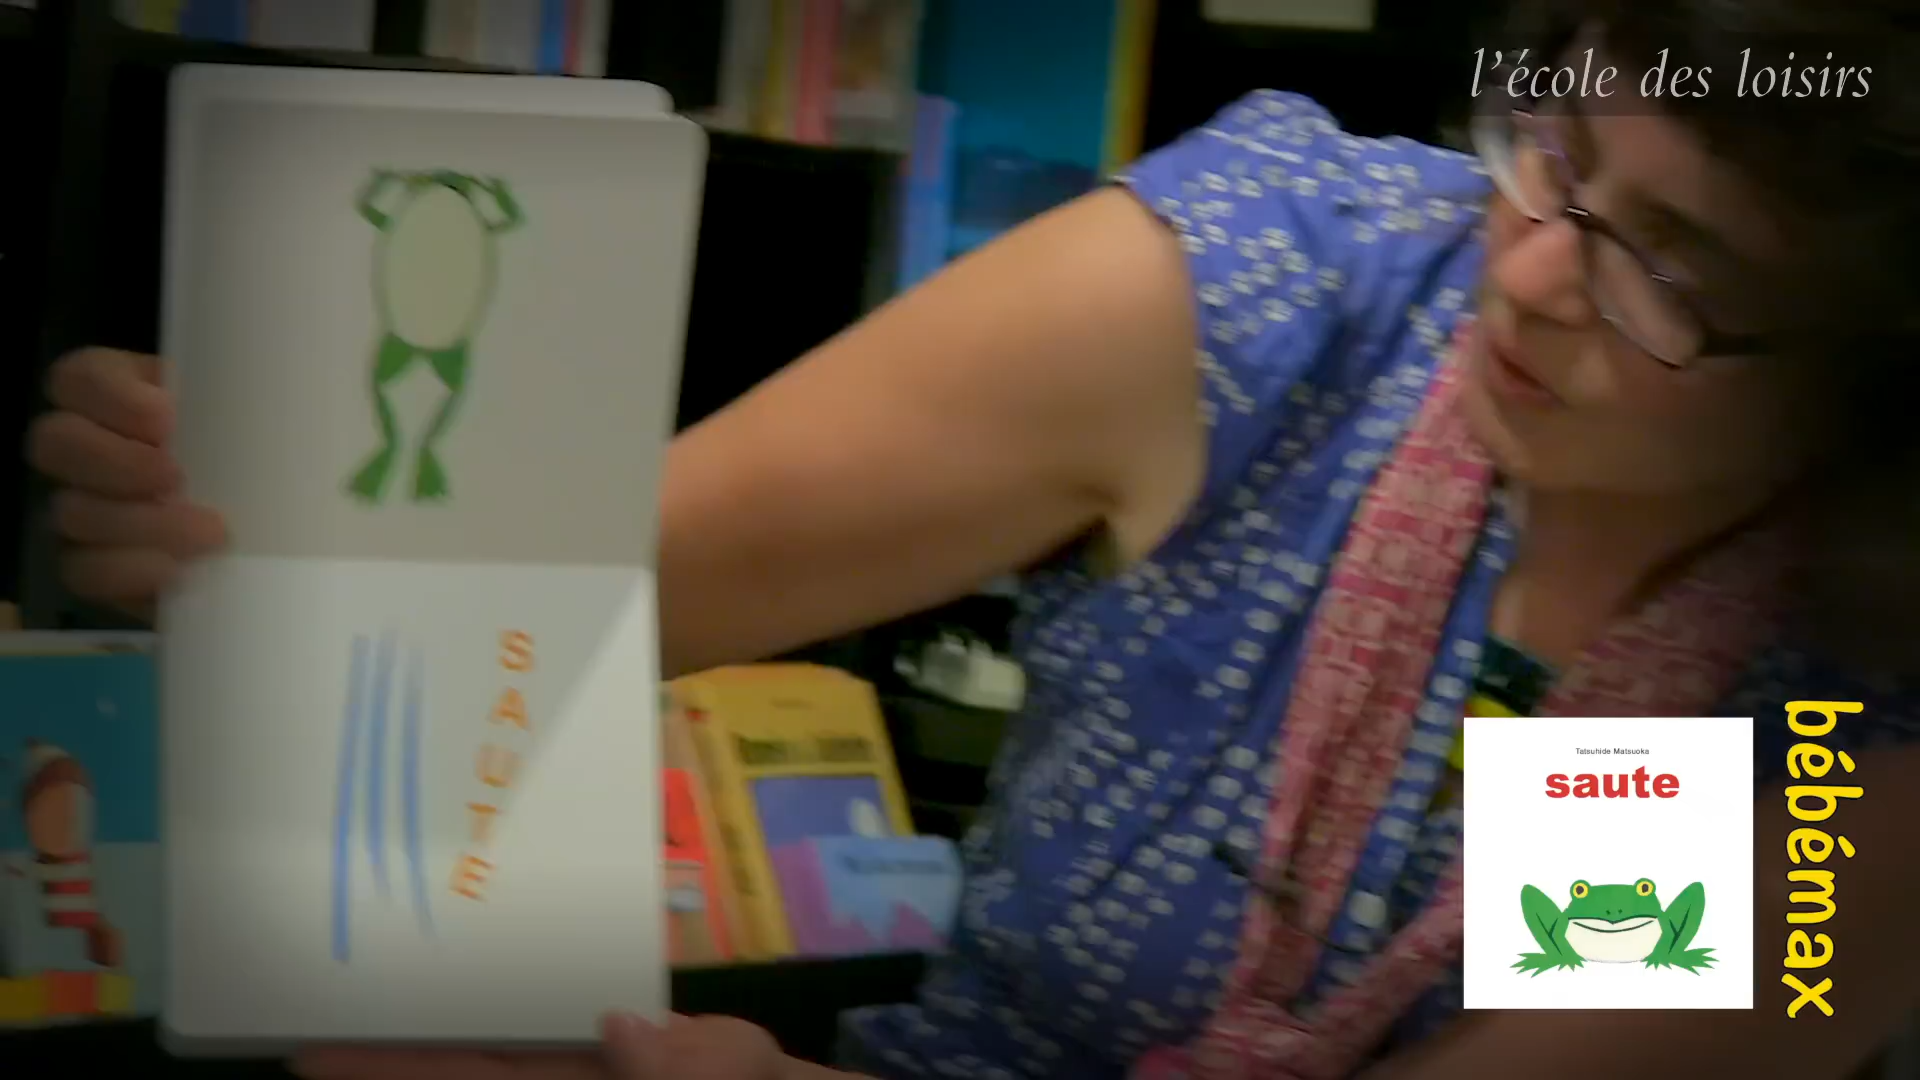 l'école des loisirs
SAUTE
Tatsuhide Matsuoka
saute
bébémax